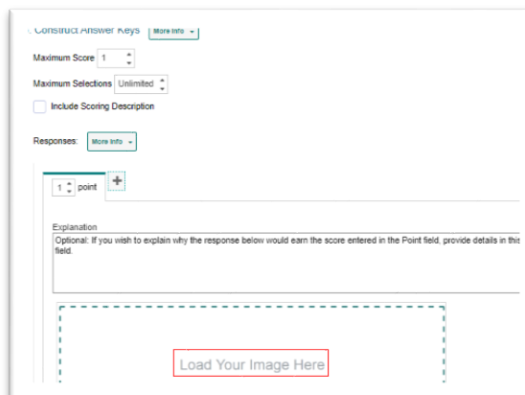 Construct Answer Keys More Info
Maximum Score 1
Maximum Selections Unlimited
Include Scoring Description
Responses: More Info
1 point +
Explanation
Optional: If you wish to explain why the response below would earn the score entered in the Point field, provide details in this
field.
Load Your Image Here